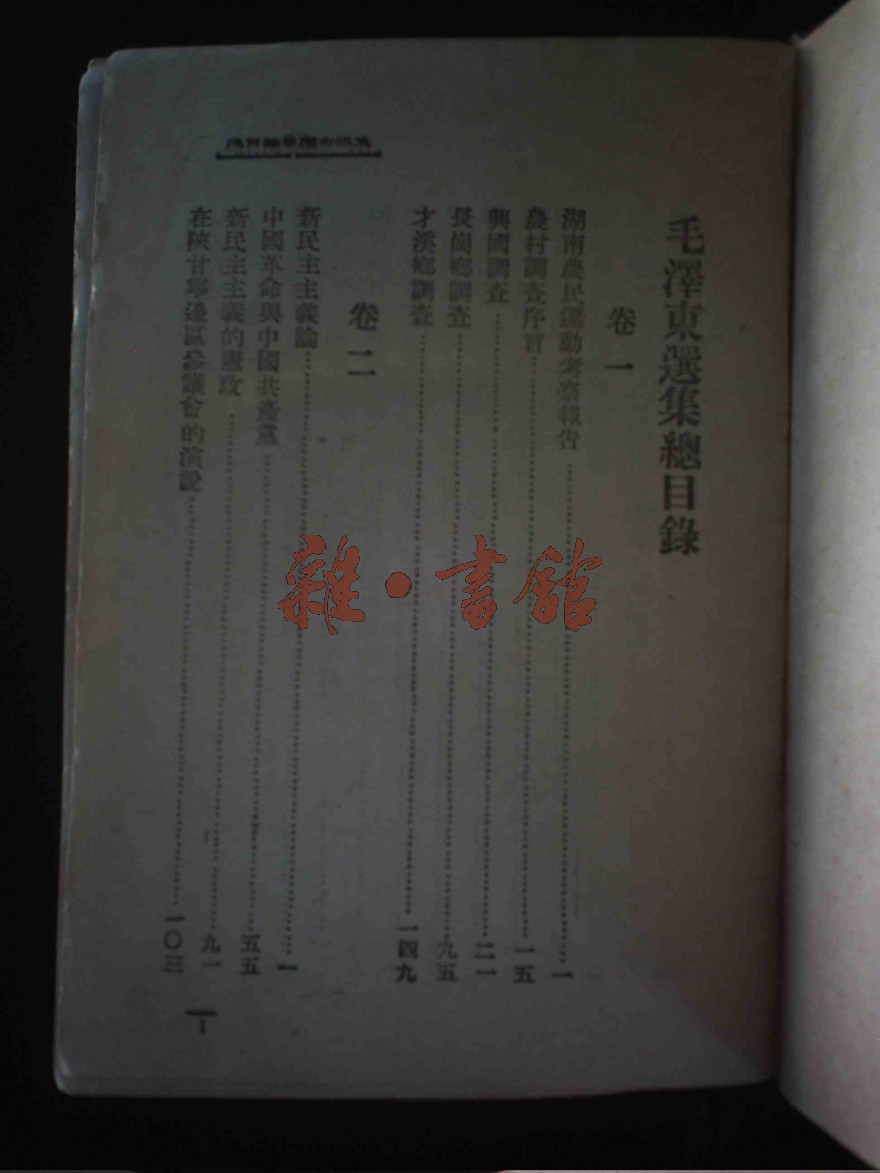 毛澤東選集總目錄
卷一
湖南農民運動考察報告……一
農村調查序言……一五
興國調查……二一
長崗鄉調查……九五
才溪鄉調查……一四九
卷二
新民主主義論……一
中國革命與中國共產黨……五五
新民主主義的憲政……九一
在陝甘寧邊區參議會的演說……一〇三
1
雜·書舘